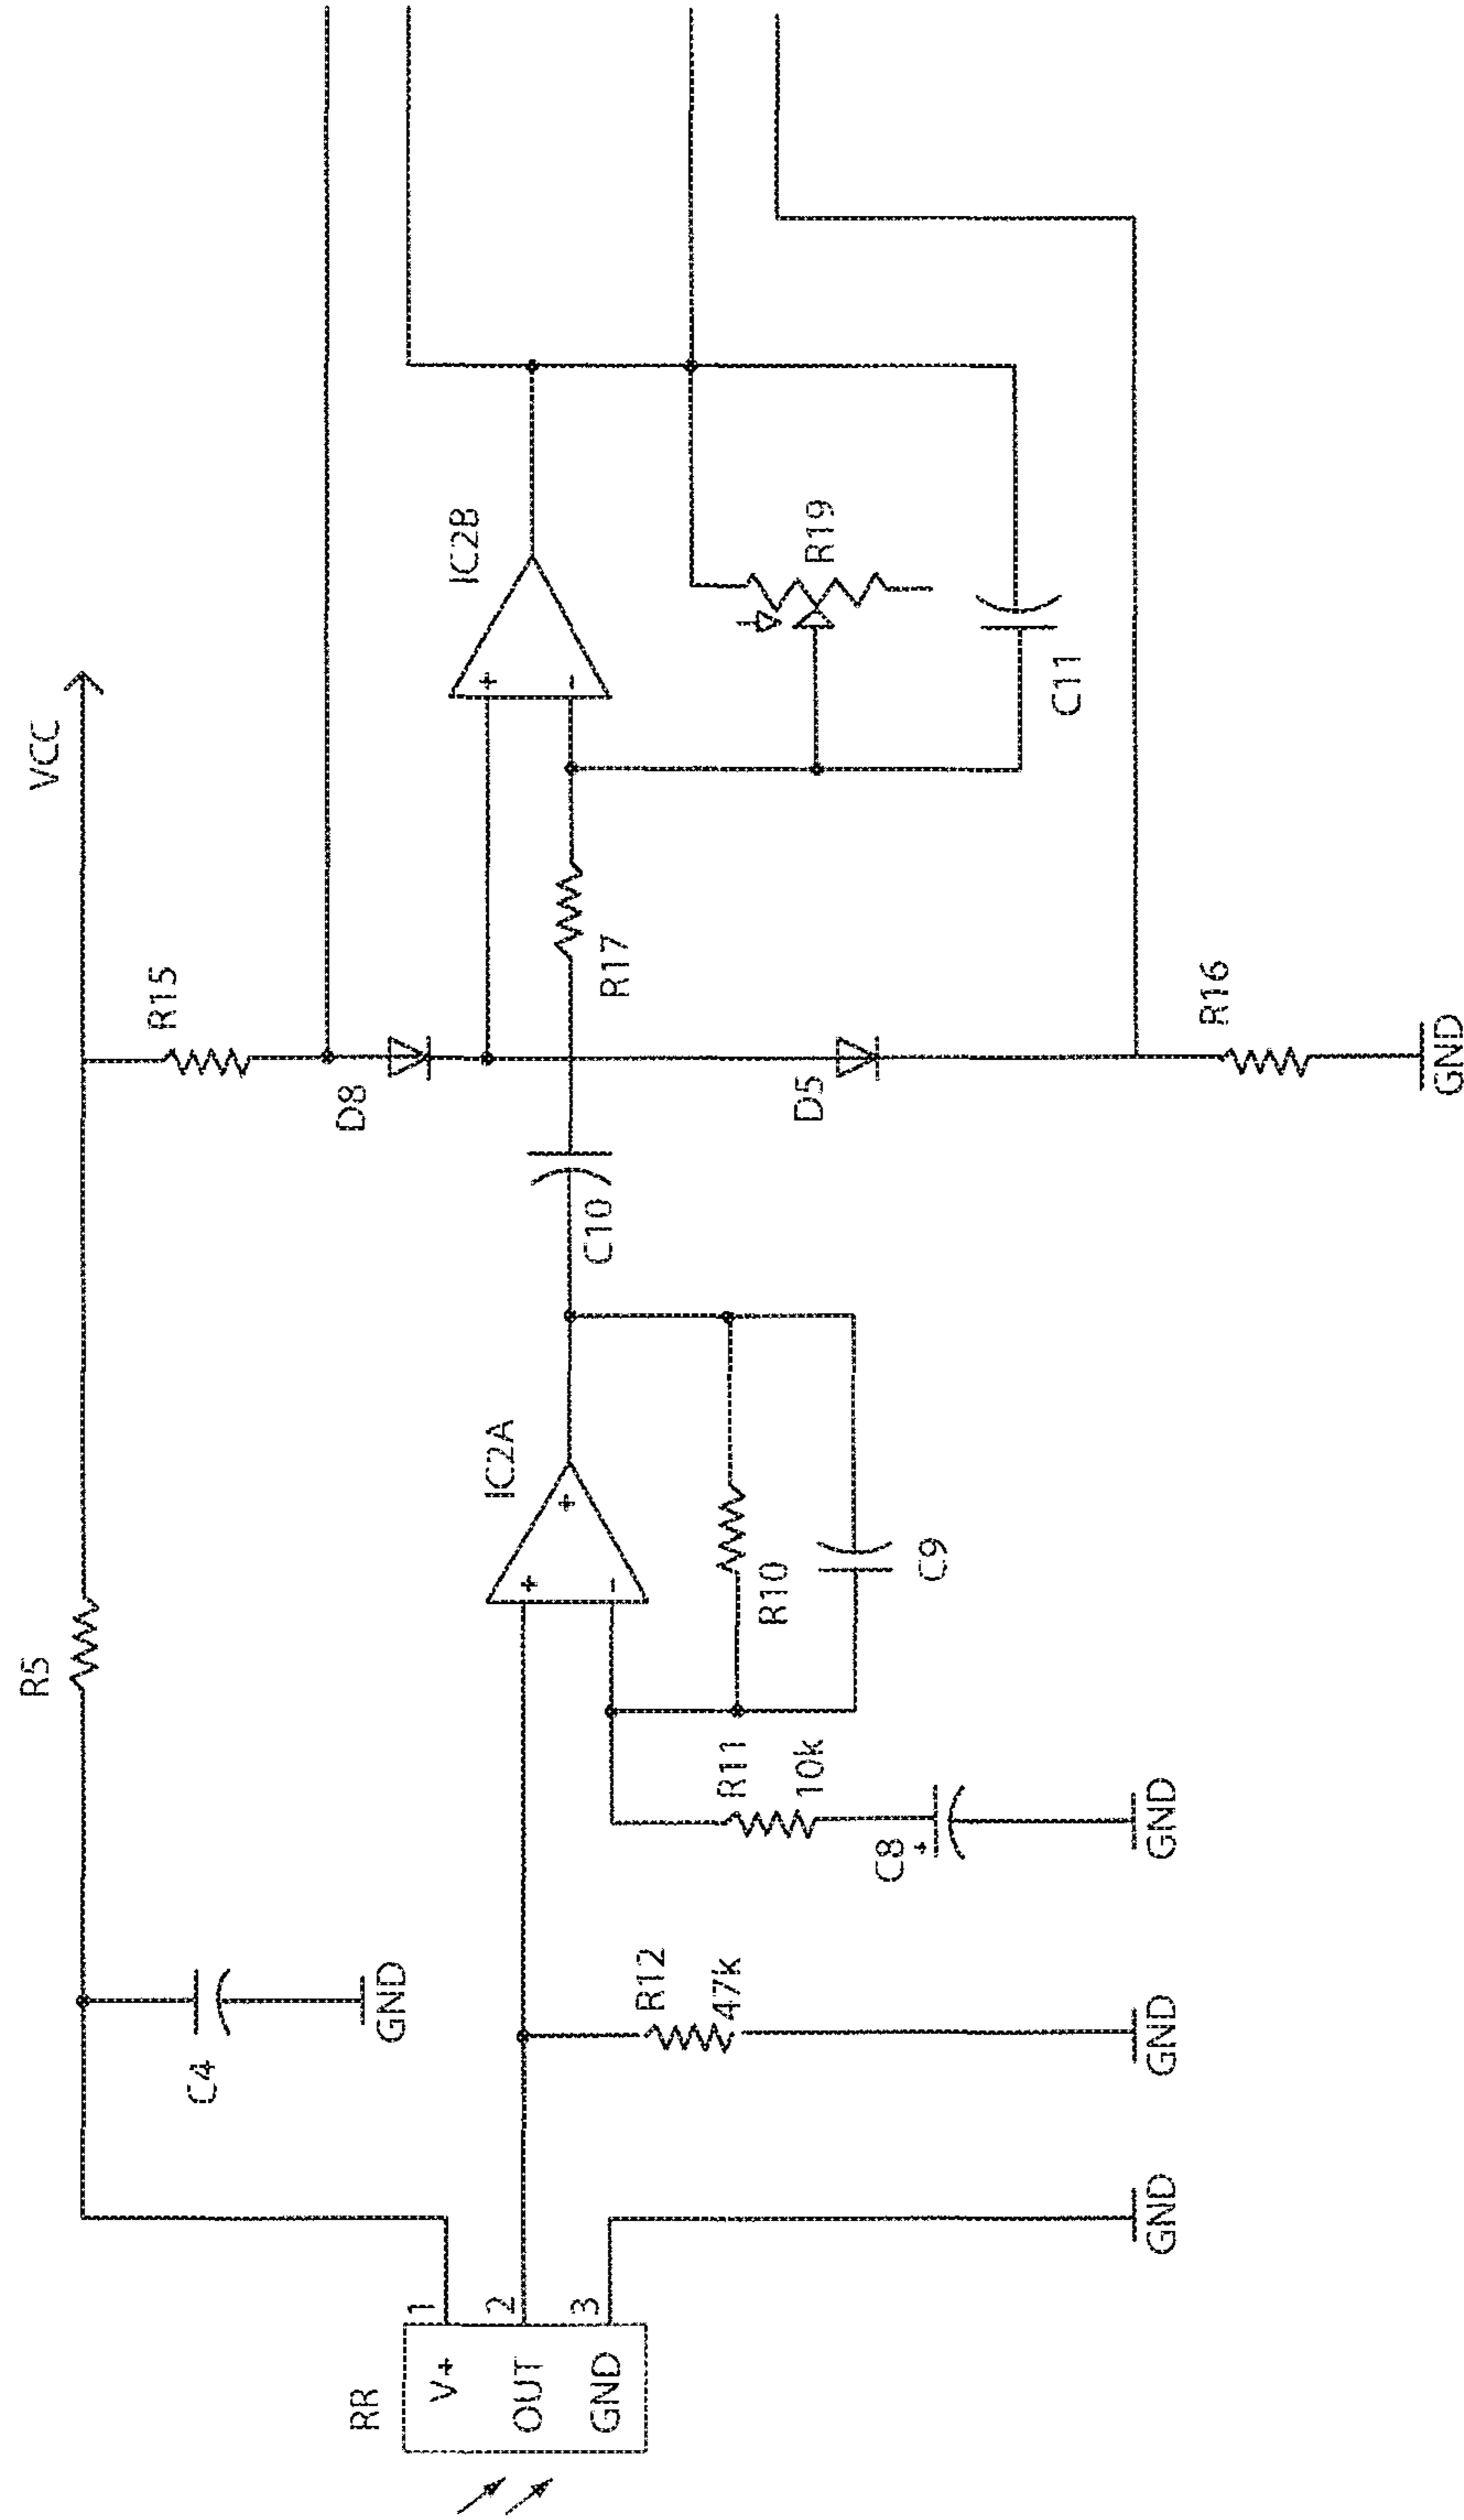 VCC
R5
R15
C4
GND
D8
IC2A
IC2B
RR
V+ 1
OUT 2
GND 3
+
+
-
+
-
C10
R17
R19
R12
47k
R11
10k
R10
C9
C8
+
D5
C11
R16
GND
GND
GND
GND